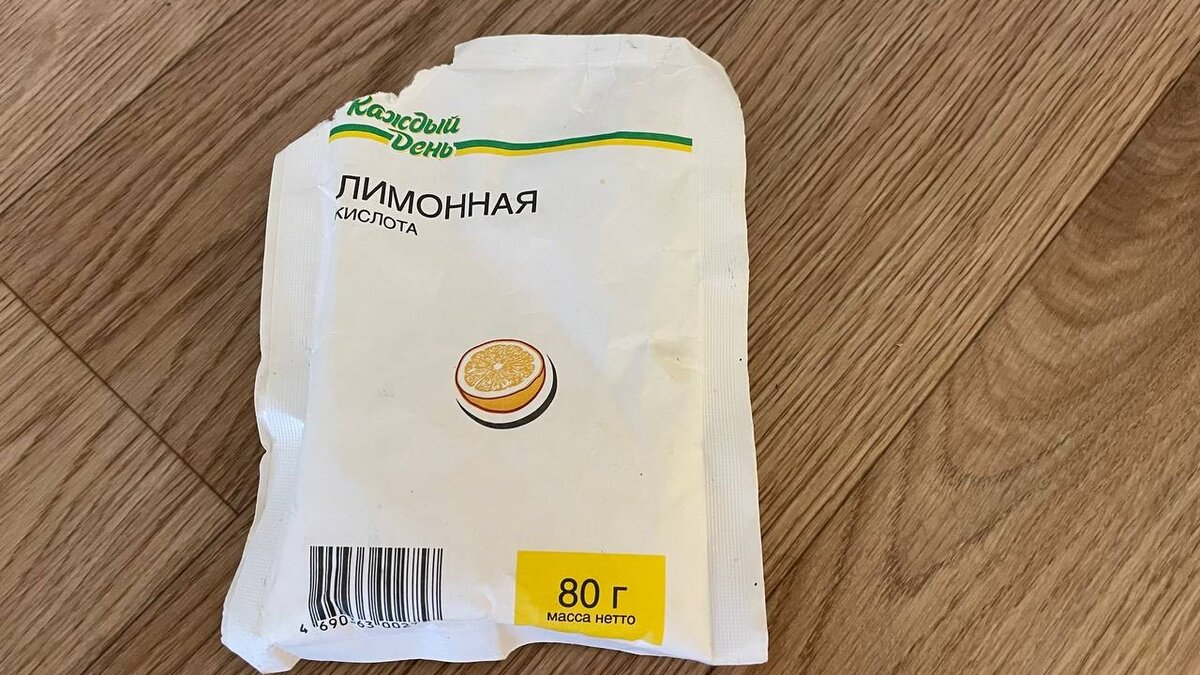 Каждый
День
ЛИМОННАЯ
КИСЛОТА
80 г
масса нетто